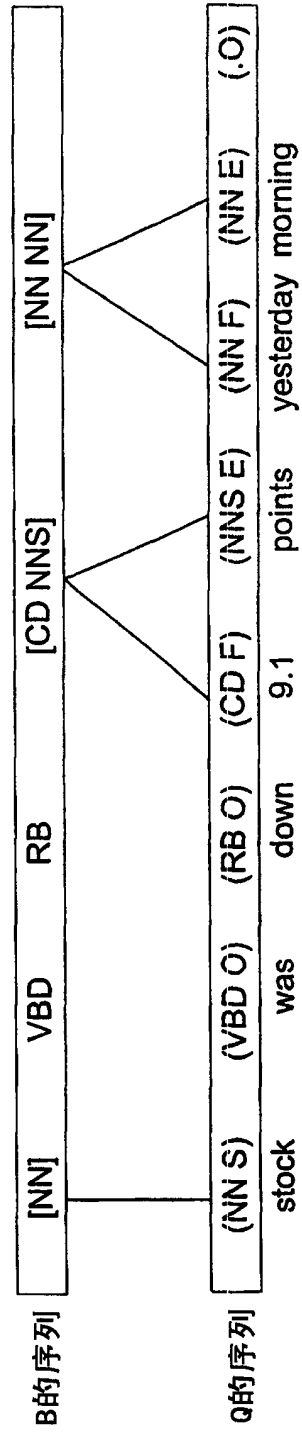 B的序列 [NN] VBD RB [CD NNS] [NN NN]
Q的序列 (NN S) (VBD O) (RB O) (CD F) (NNS E) (NN F) (NN E) (.O)
stock was down 9.1 points yesterday morning